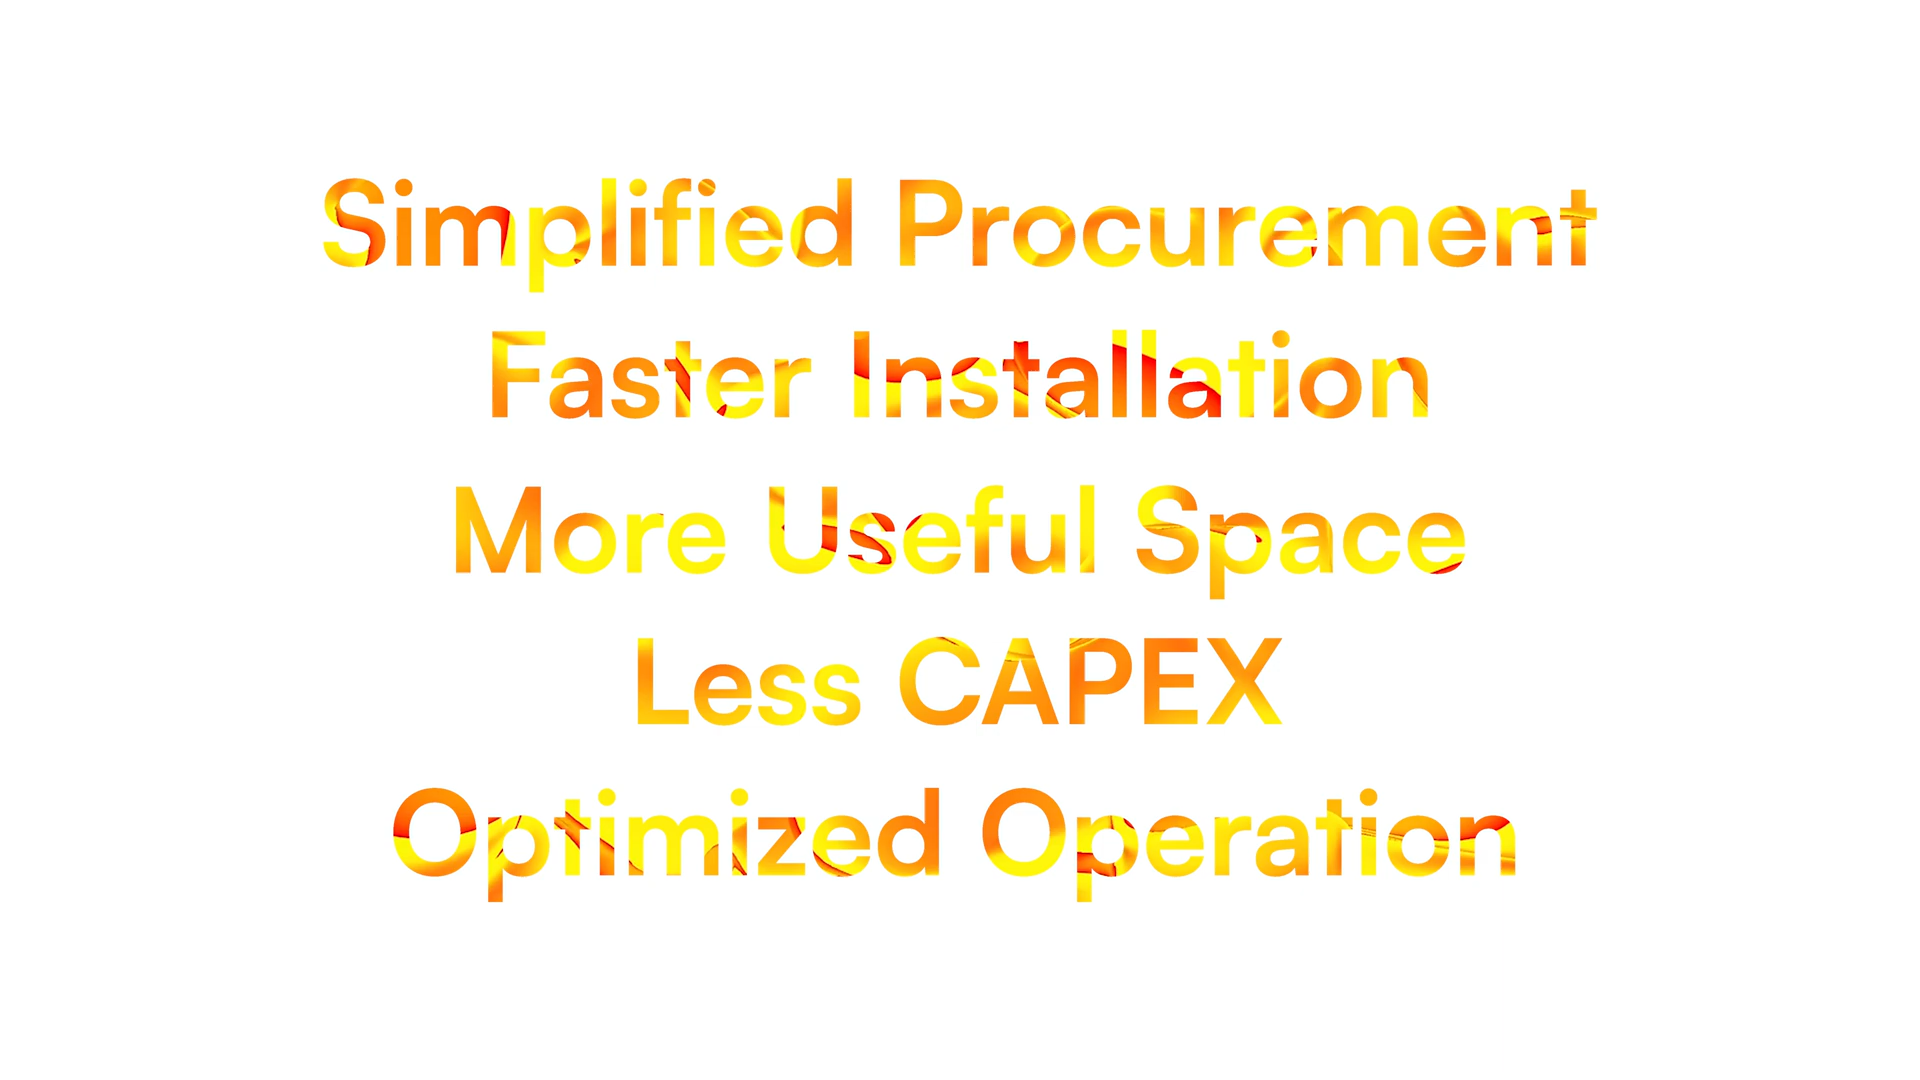 Simplified Procurement
Faster Installation
More Useful Space
Less CAPEX
Optimized Operation